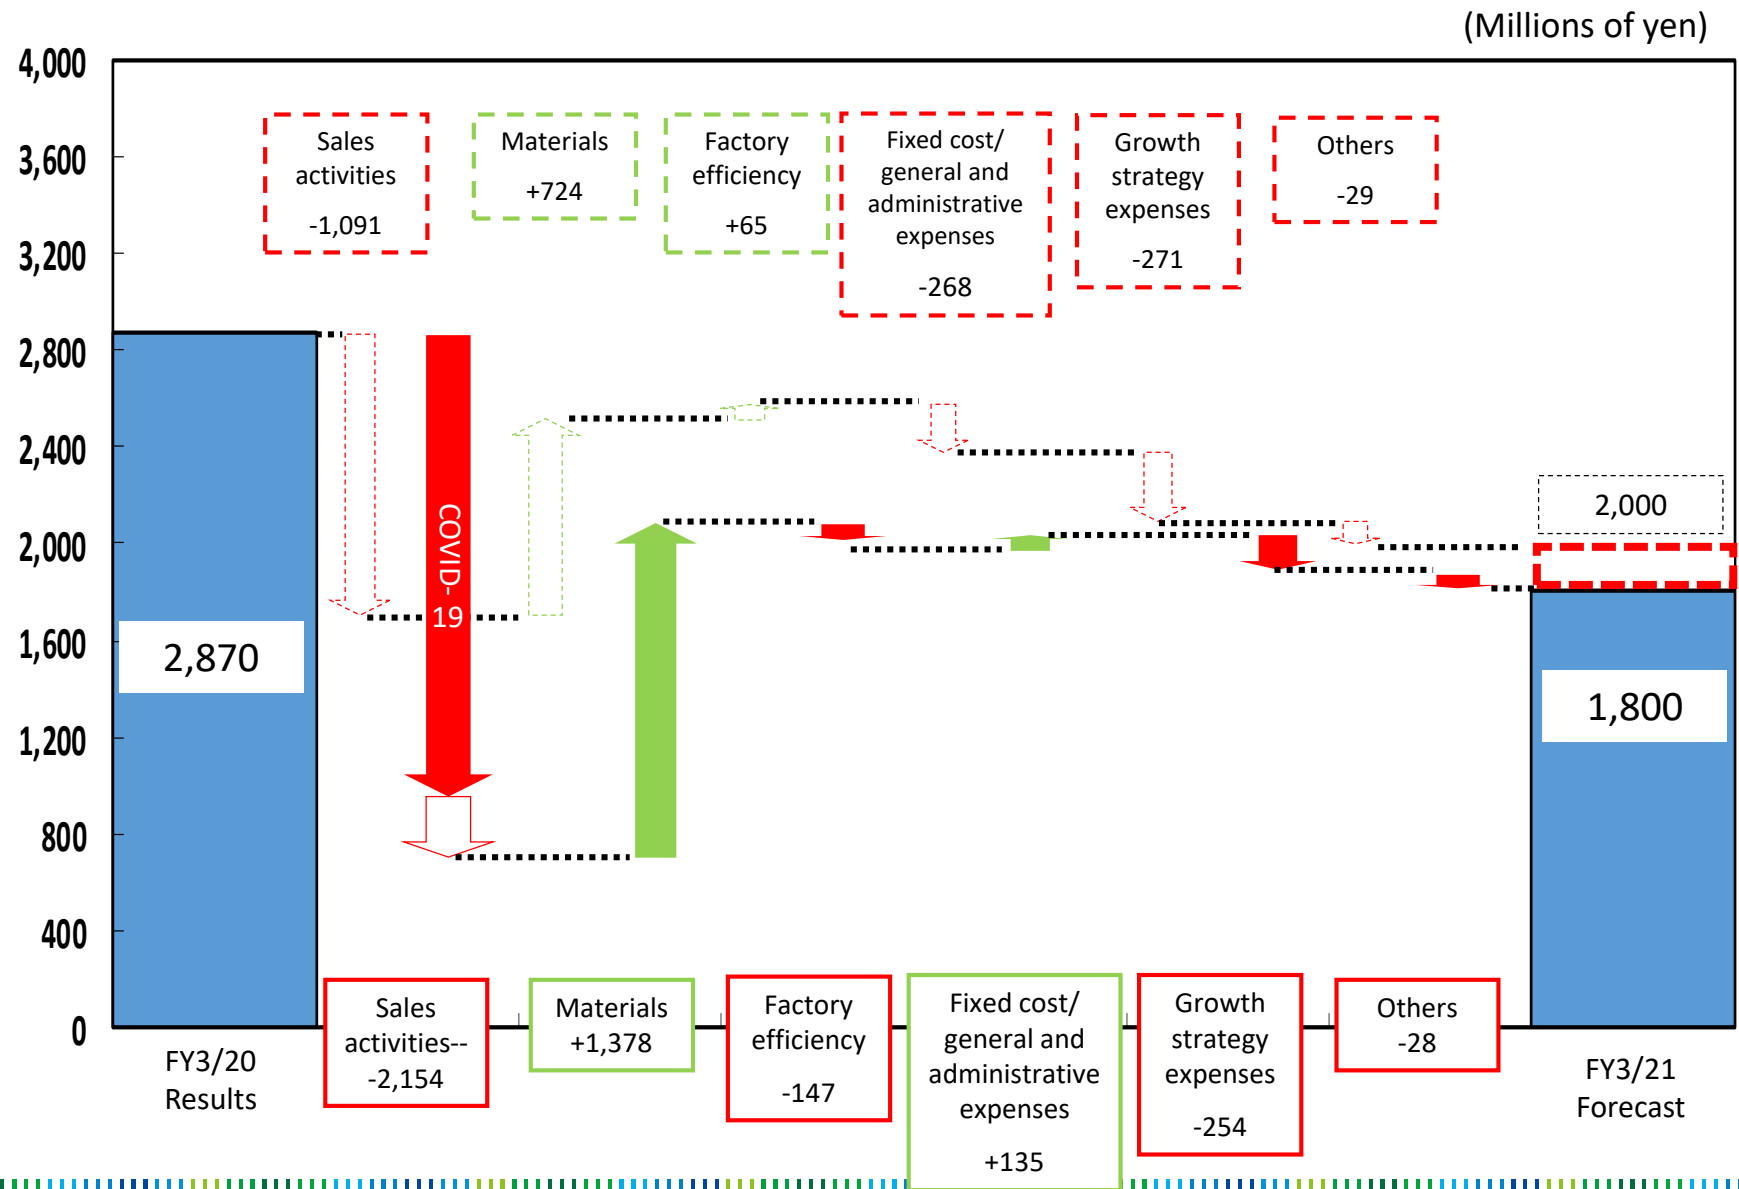 (Millions of yen)
4,000
3,600
3,200
2,800
2,400
2,000
1,600
1,200
800
400
0
Sales
activities
-1,091
Materials
+724
Factory
efficiency
+65
Fixed cost/
general and
administrative
expenses
-268
Growth
strategy
expenses
-271
Others
-29
COVID-
19
2,870
2,000
1,800
FY3/20
Results
Sales
activities--
-2,154
Materials
+1,378
Factory
efficiency
-147
Fixed cost/
general and
administrative
expenses
+135
Growth
strategy
expenses
-254
Others
-28
FY3/21
Forecast